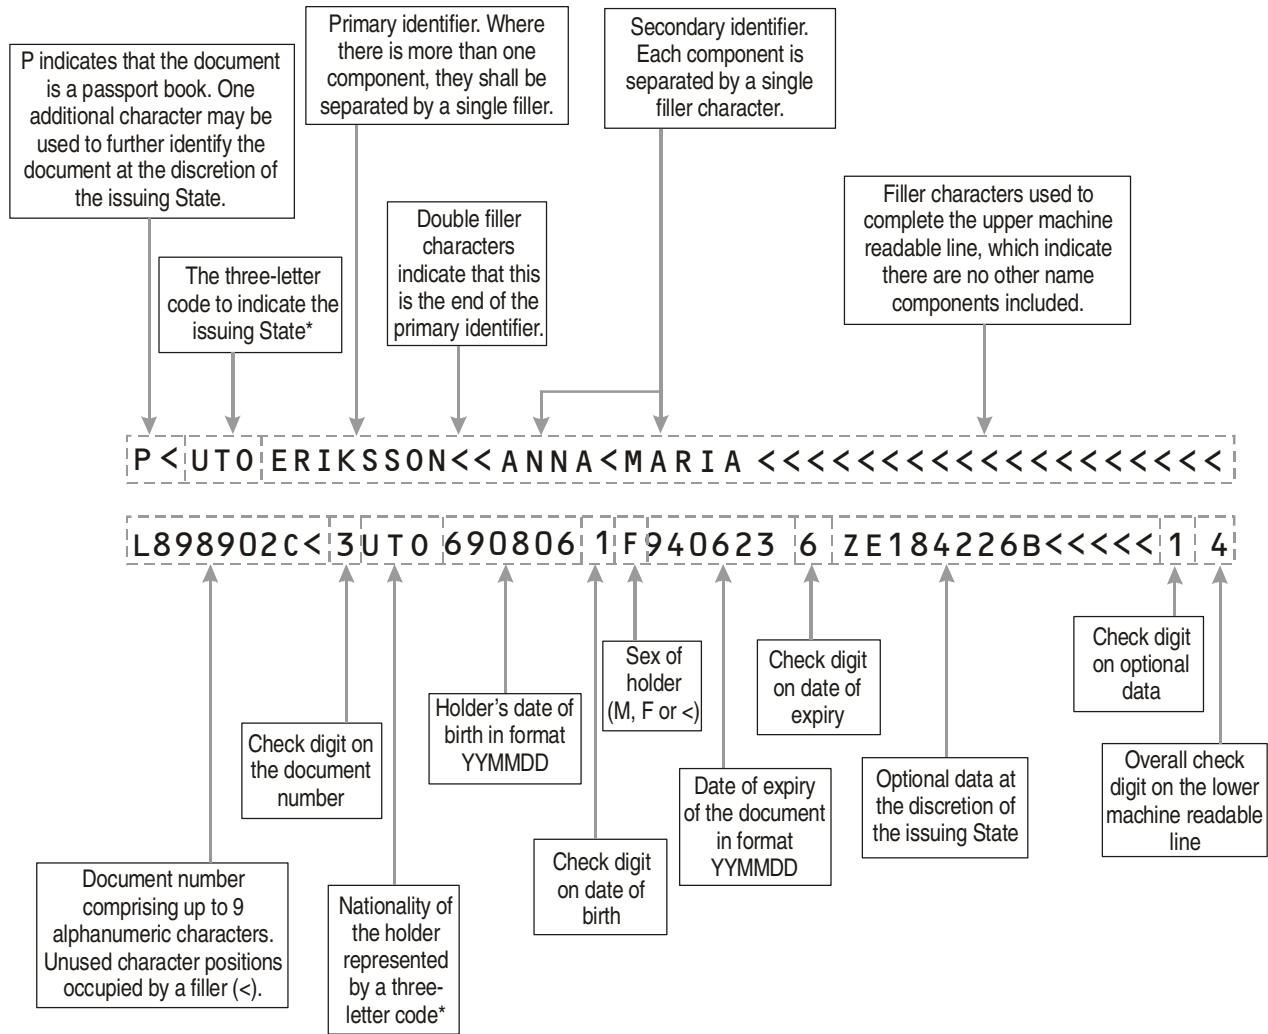 Primary identifier. Where
there is more than one
component, they shall be
separated by a single filler.
Secondary identifier.
Each component is
separated by a single
filler character.
P indicates that the document
is a passport book. One
additional character may be
used to further identify the
document at the discretion of
the issuing State.
Filler characters used to
complete the upper machine
readable line, which indicate
there are no other name
components included.
Double filler
characters
indicate that this
is the end of the
primary identifier.
The three-letter
code to indicate the
issuing State*
P<UTOERIKSSON<<ANNA<MARIA<<<<<<<<<<<<<<<<<<<
L898902C<3UTO6908061F9406236ZE184226B<<<<<14
Check digit
on optional
data
Sex of
holder
(M, F or <)
Check digit
on date of
expiry
Holder's date of
birth in format
YYMMDD
Check digit on
the document
number
Overall check
digit on the lower
machine readable
line
Optional data at
the discretion of
the issuing State
Date of expiry
of the document
in format
YYMMDD
Check digit
on date of
birth
Document number
comprising up to 9
alphanumeric characters.
Unused character positions
occupied by a filler (<).
Nationality of
the holder
represented
by a three-
letter code*